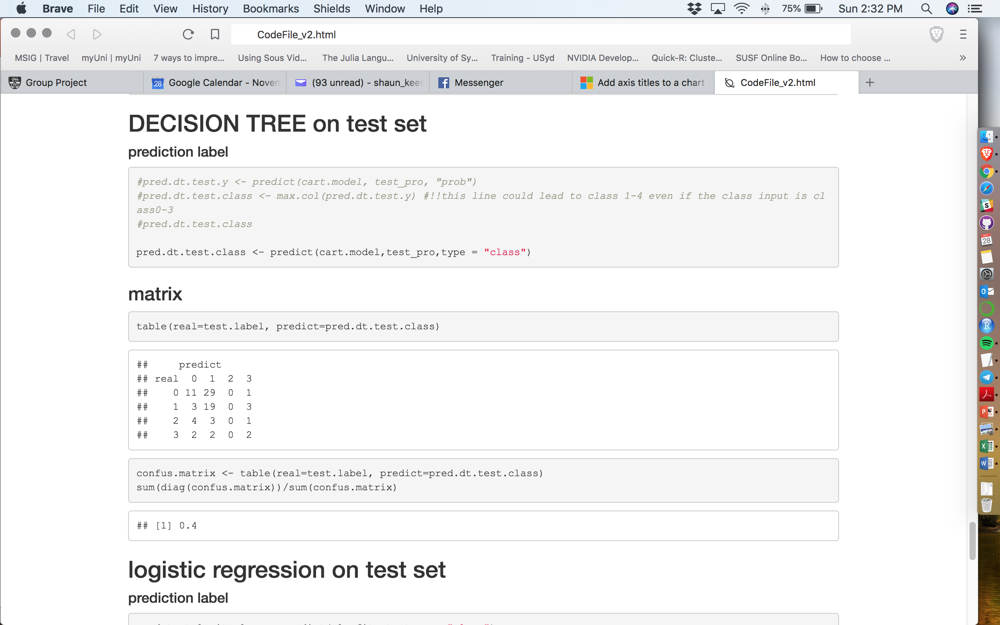 Brave File Edit View History Bookmarks Shields Window Help 75% Sun 2:32 PM
CodeFile_v2.html
MSIG | Travel myUni | myUni 7 ways to impre... Using Sous Vid... The Julia Langu... University of Sy... Training - USyd NVIDIA Develop... Quick-R: Cluste... SUSF Online Bo... How to choose ... »
Group Project 28 Google Calendar - Novem (93 unread) - shaun_kee Messenger Add axis titles to a chart CodeFile_v2.html
DECISION TREE on test set
prediction label
#pred.dt.test.y <- predict(cart.model, test_pro, "prob")
#pred.dt.test.class <- max.col(pred.dt.test.y) #!!this line could lead to class 1-4 even if the class input is cl
ass0-3
#pred.dt.test.class
pred.dt.test.class <- predict(cart.model,test_pro,type = "class")
matrix
table(real=test.label, predict=pred.dt.test.class)
##     predict
## real  0  1  2  3
##    0 11 29  0  1
##    1  3 19  0  3
##    2  4  3  0  1
##    3  2  2  0  2
confus.matrix <- table(real=test.label, predict=pred.dt.test.class)
sum(diag(confus.matrix))/sum(confus.matrix)
## [1] 0.4
logistic regression on test set
prediction label
S
OCT
28
O
R
P
X
W